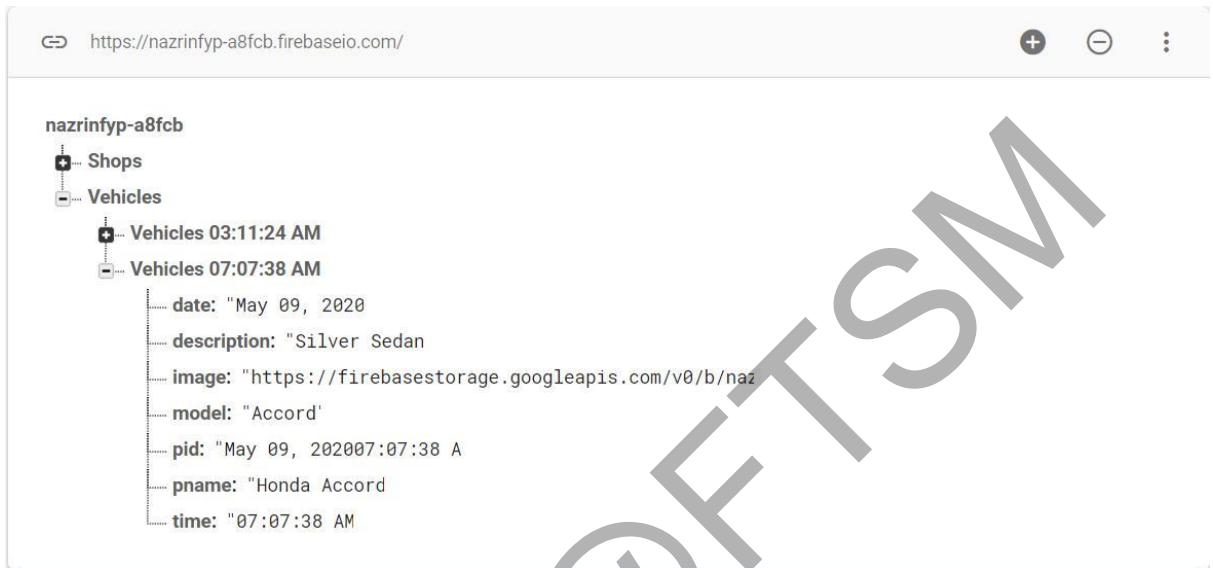 https://nazrinfyp-a8fcb.firebaseio.com/
nazrinfyp-a8fcb
Shops
Vehicles
Vehicles 03:11:24 AM
Vehicles 07:07:38 AM
date: "May 09, 2020
description: "Silver Sedan
image: "https://firebasestorage.googleapis.com/v0/b/naz
model: "Accord'
pid: "May 09, 202007:07:38 A
pname: "Honda Accord
time: "07:07:38 AM
@FTSM